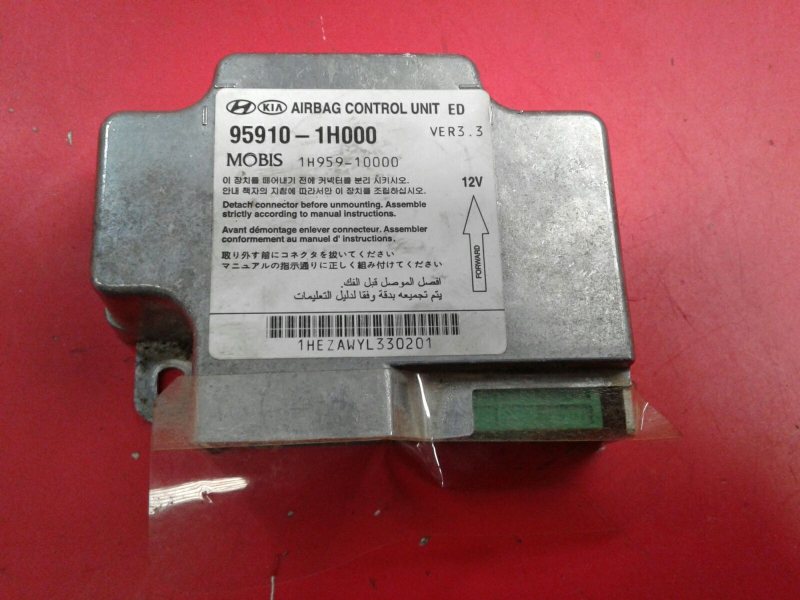 KIA AIRBAG CONTROL UNIT ED
95910-1H000 VER3.3
MOBIS 1H959-10000
이 장치를 떼어내기 전에 커넥터를 분리 시키시오.
안내 책자의 지침에 따라서만 이 장치를 조립하십시오.
12V
Detach connector before unmounting. Assemble
strictly according to manual instructions.
Avant démontage enlever connecteur. Assembler
conformement au manuel d' instructions.
取り外す前にコネクタを抜いてください
マニュアルの指示通りに正しく組み付けてください
FORWARD
افصل الموصل قبل الفك.
يتم تجميعه بدقة وفقا لدليل التعليمات
1HEZAWYL330201